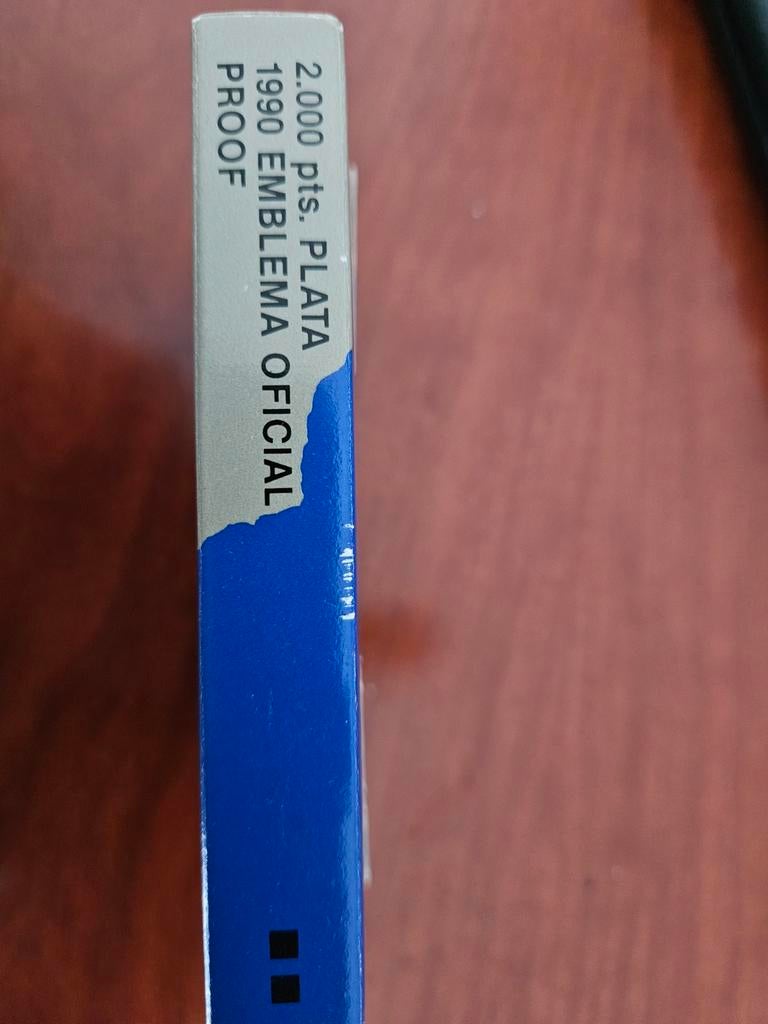 2.000 pts. PLATA
1990 EMBLEMA OFICIAL
PROOF